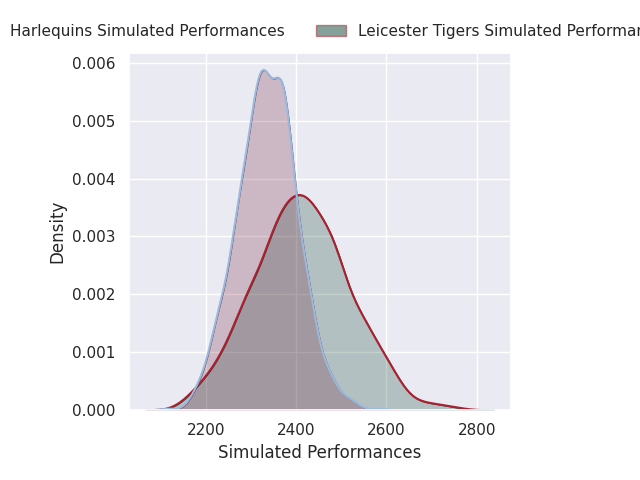 Harlequins Simulated Performances
Leicester Tigers Simulated
0.006
0.005
0.004
0.003
0.002
0.001
0.000
Density
2200 2400 2600 2800
Simulated Performances